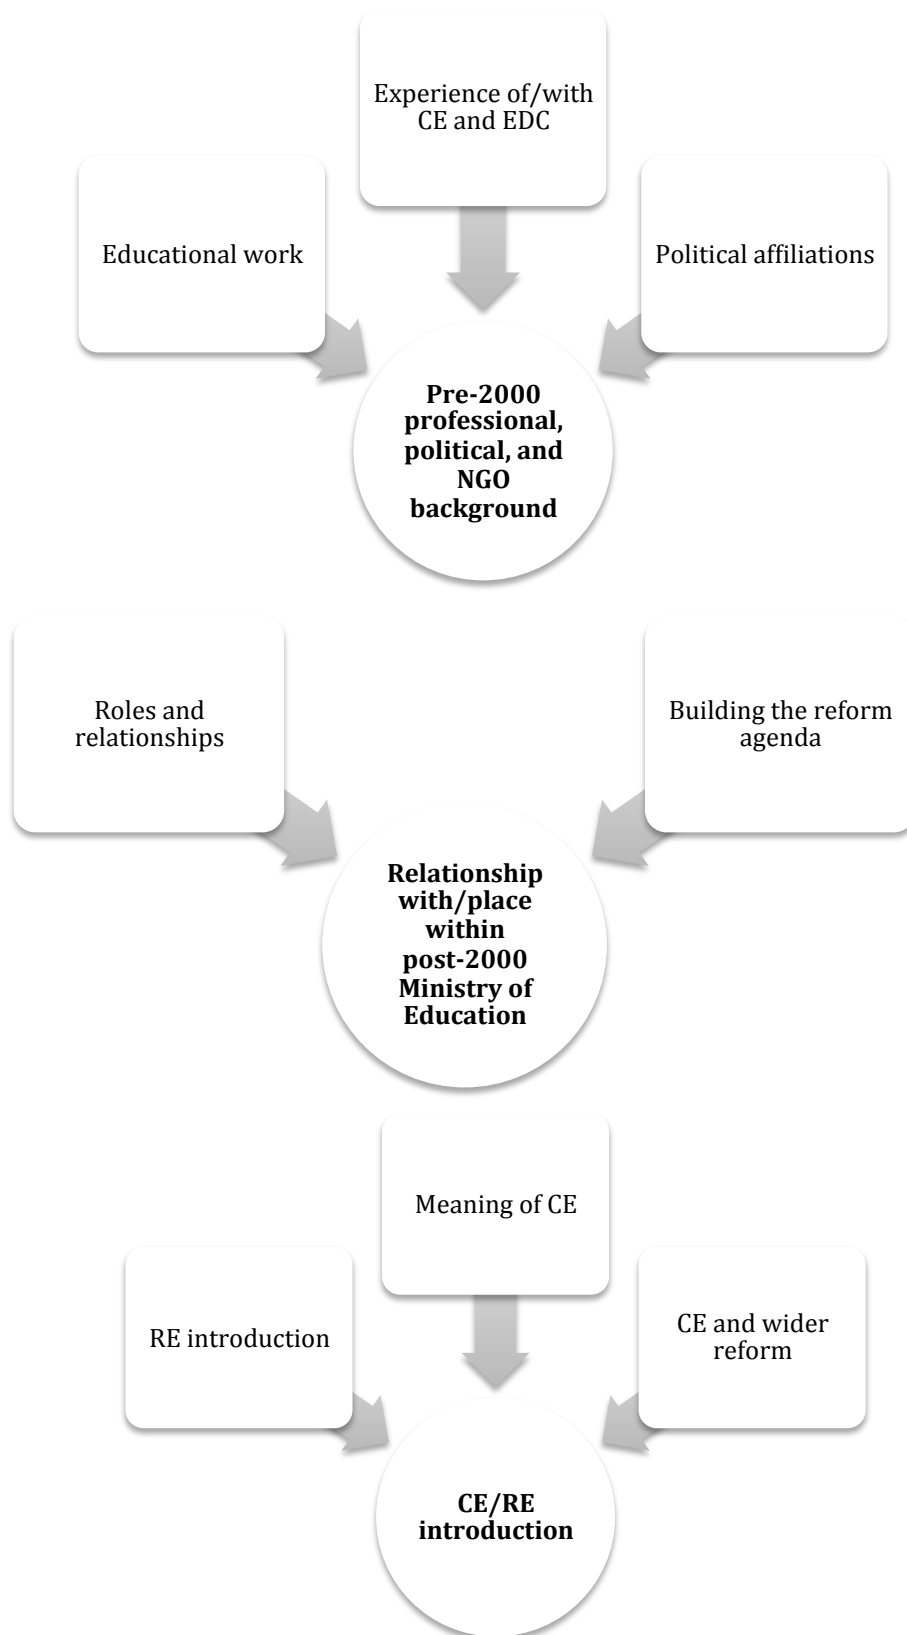 Experience of/with
CE and EDC
Educational work
Political affiliations
Pre-2000
professional,
political, and
NGO
background
Roles and
relationships
Building the reform
agenda
Relationship
with/place
within
post-2000
Ministry of
Education
Meaning of CE
RE introduction
CE and wider
reform
CE/RE
introduction